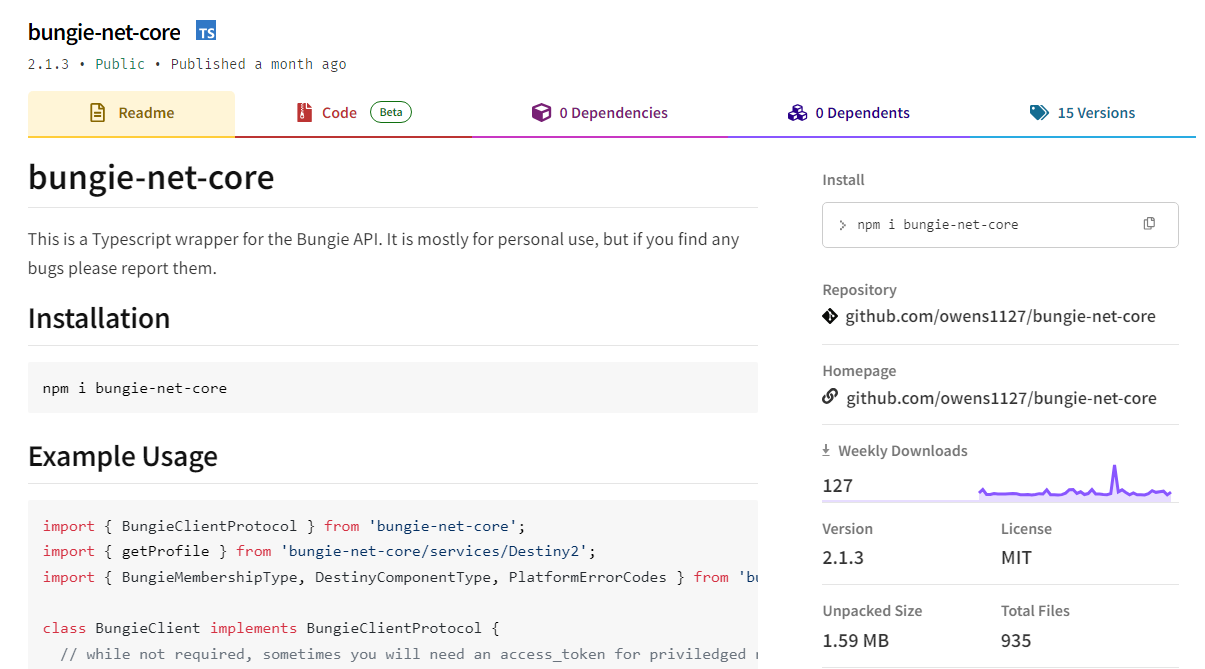 bungie-net-core TS
2.1.3 • Public • Published a month ago
Readme
Code Beta
0 Dependencies
0 Dependents
15 Versions
bungie-net-core
This is a Typescript wrapper for the Bungie API. It is mostly for personal use, but if you find any
bugs please report them.
Installation
npm i bungie-net-core
Example Usage
import { BungieClientProtocol } from 'bungie-net-core';
import { getProfile } from 'bungie-net-core/services/Destiny2';
import { BungieMembershipType, DestinyComponentType, PlatformErrorCodes } from 'bu
class BungieClient implements BungieClientProtocol {
// while not required, sometimes you will need an access_token for priviledged
Install
> npm i bungie-net-core
Repository
github.com/owens1127/bungie-net-core
Homepage
github.com/owens1127/bungie-net-core
Weekly Downloads
127
Version
2.1.3
License
MIT
Unpacked Size
1.59 MB
Total Files
935